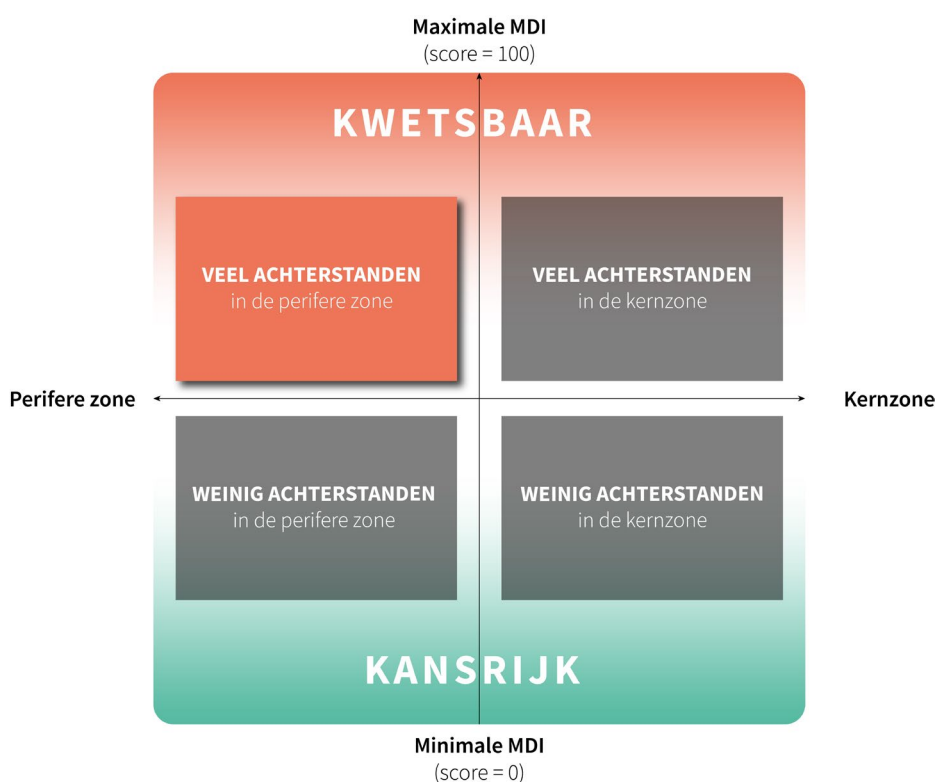 Maximale MDI
(score = 100)
KWETSBAAR
VEEL ACHTERSTANDEN
in de perifere zone
VEEL ACHTERSTANDEN
in de kernzone
Perifere zone
Kernzone
WEINIG ACHTERSTANDEN
in de perifere zone
WEINIG ACHTERSTANDEN
in de kernzone
KANSRIJK
Minimale MDI
(score = 0)